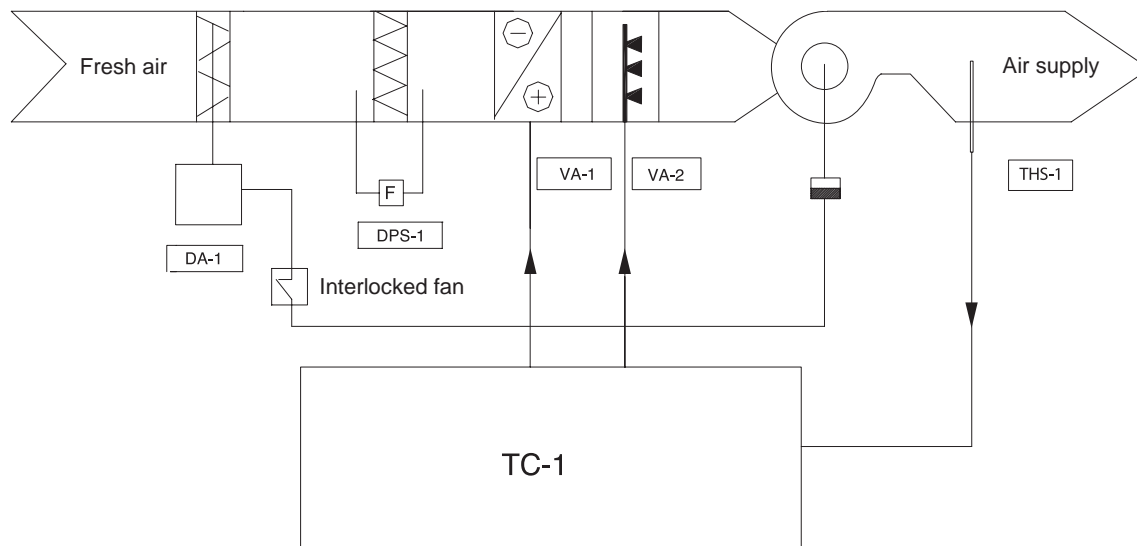 Fresh air
Air supply
VA-1
VA-2
THS-1
F
DPS-1
DA-1
Interlocked fan
TC-1